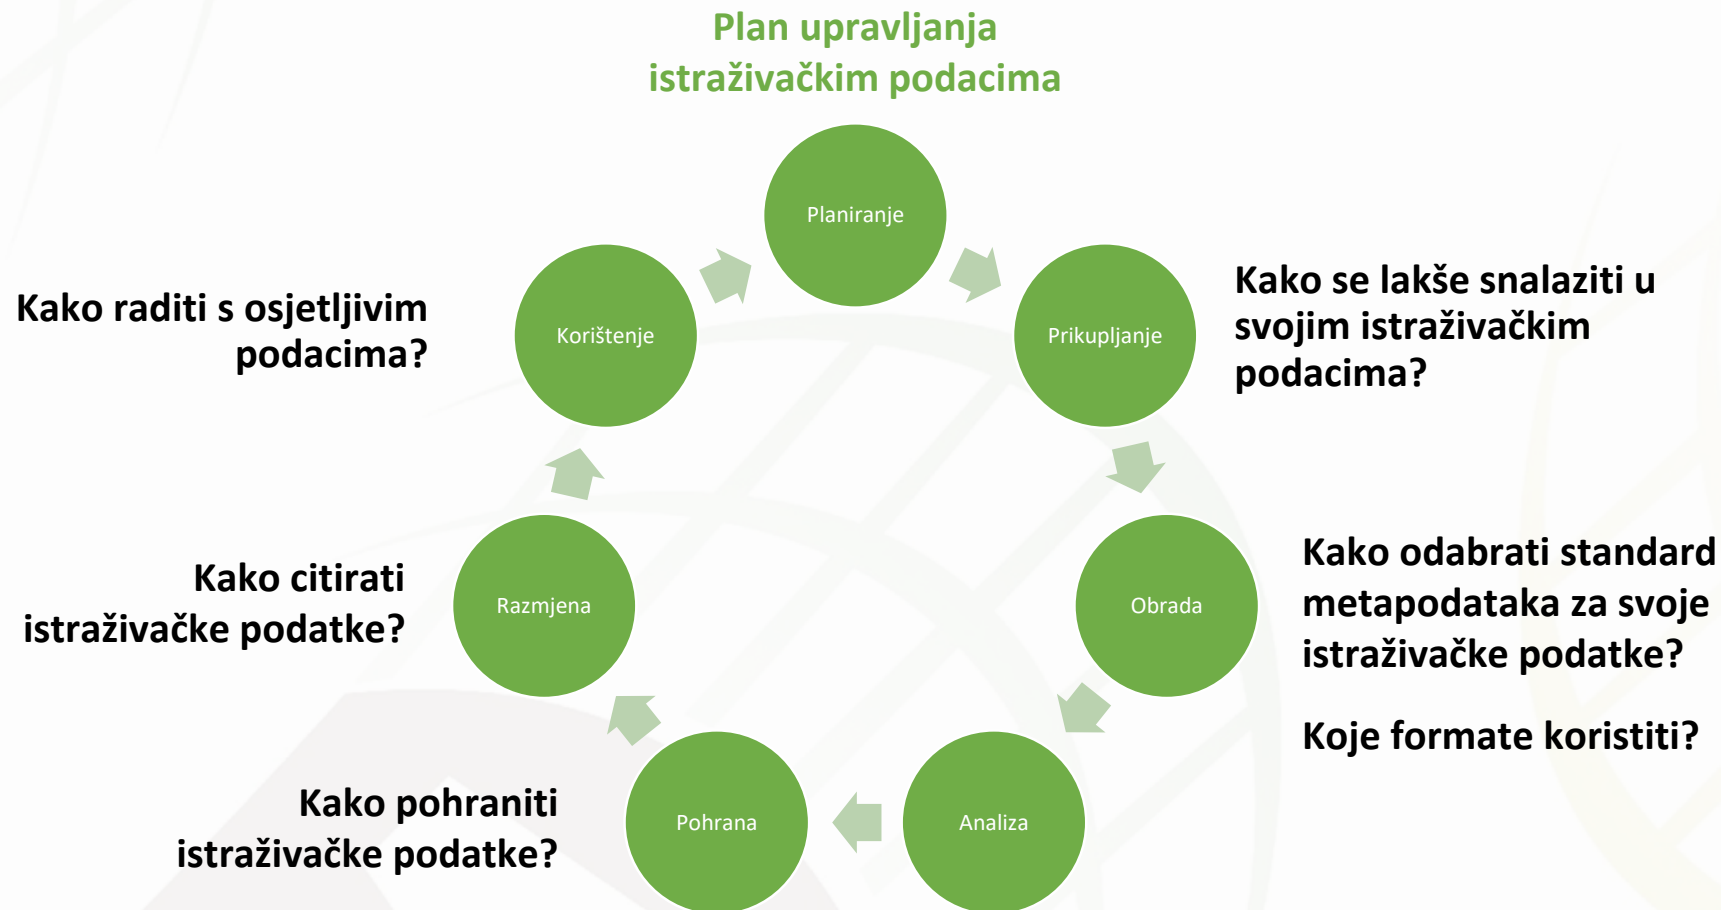 Plan upravljanja
istraživačkim podacima
Planiranje
Prikupljanje
Kako se lakše snalaziti u
svojim istraživačkim
podacima?
Obrada
Kako odabrati standard
metapodataka za svoje
istraživačke podatke?
Koje formate koristiti?
Analiza
Pohrana
Kako pohraniti
istraživačke podatke?
Razmjena
Kako citirati
istraživačke podatke?
Korištenje
Kako raditi s osjetljivim
podacima?